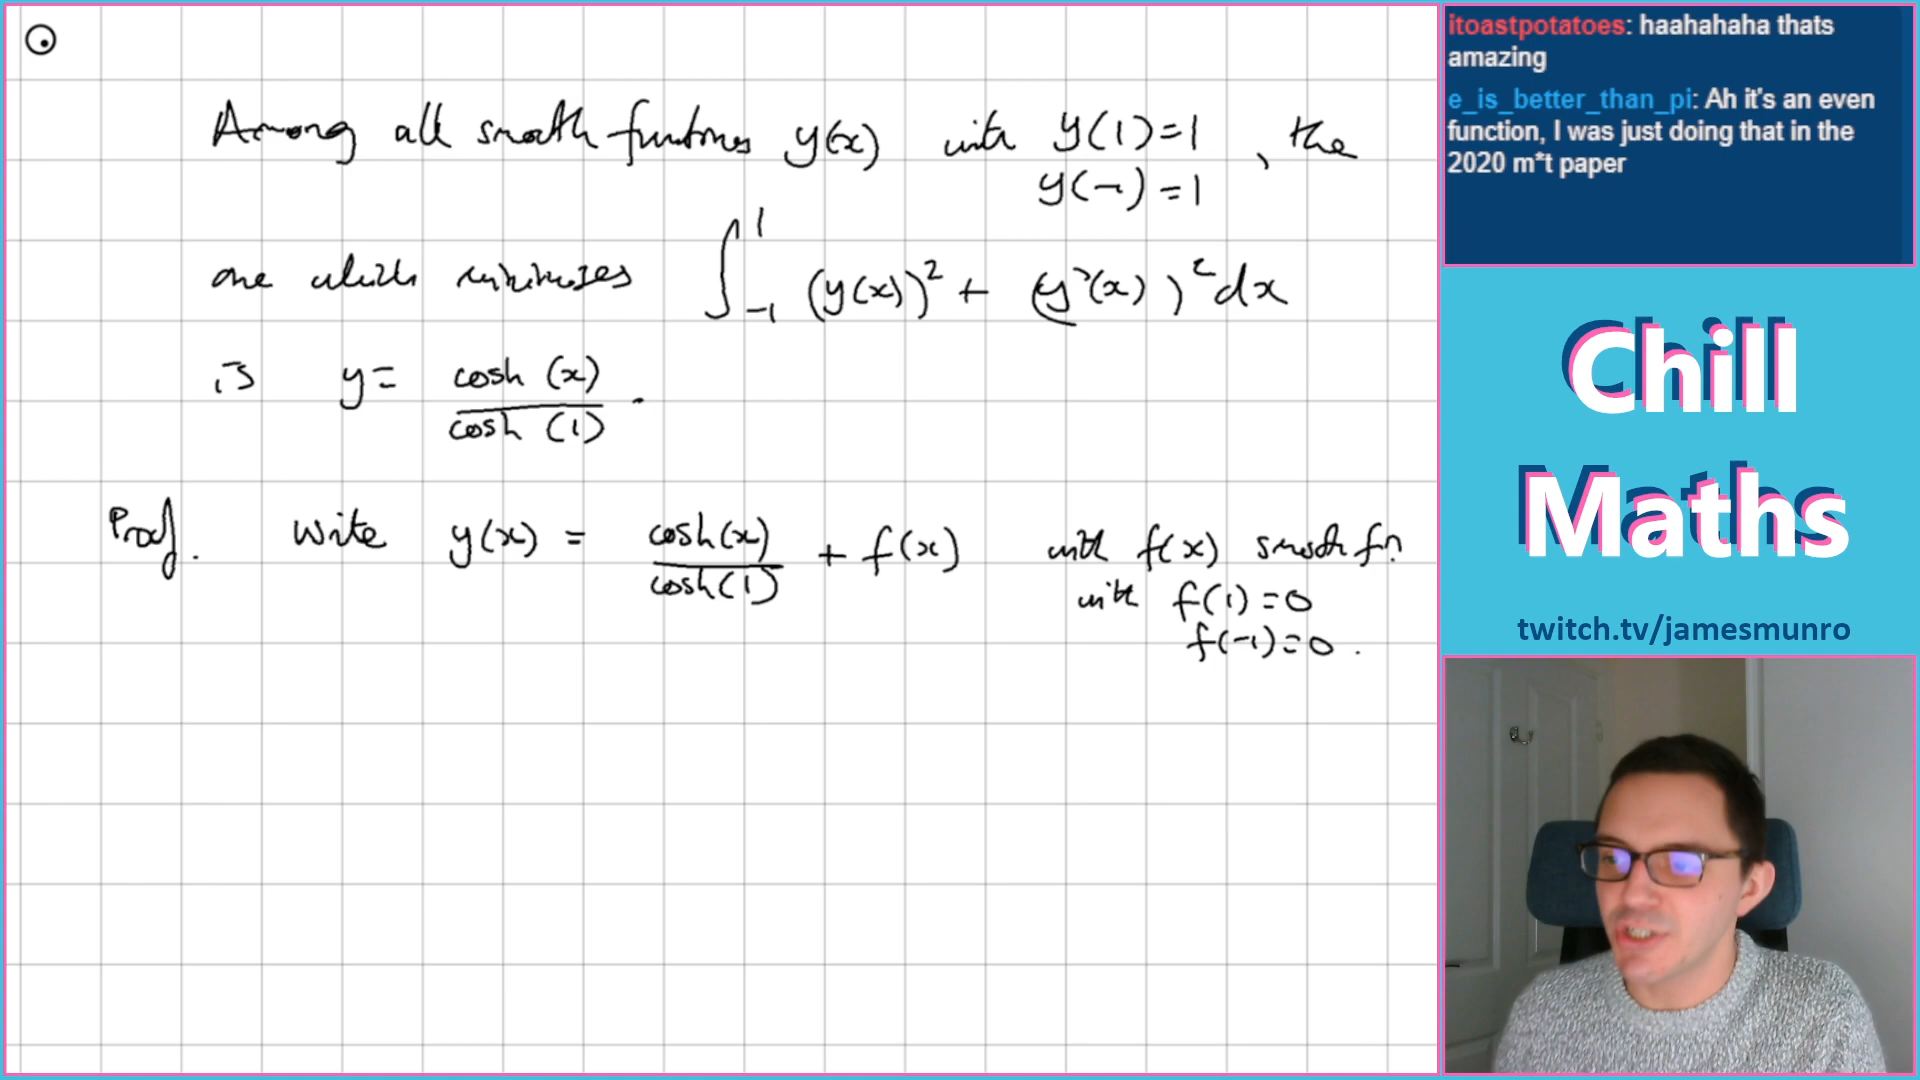 Among all smooth functions y(x) with y(1)=1 , the
y(-1)=1
one which minimises ∫_{-1}^{1} (y(x))² + (y'(x))² dx
is y = cosh(x)/cosh(1) .
Proof. Write y(x) = cosh(x)/cosh(1) + f(x) with f(x) smooth fn
with f(1)=0
f(-1)=0 .
itoastpotatoes: haahahaha thats
amazing
e_is_better_than_pi: Ah it's an even
function, I was just doing that in the
2020 m*t paper
Chill
Maths
twitch.tv/jamesmunro